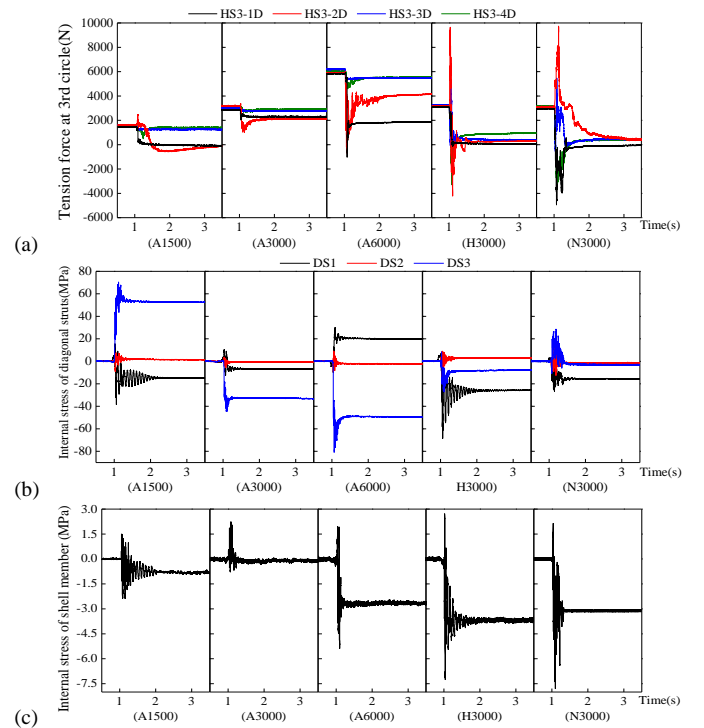 HS3-1D HS3-2D HS3-3D HS3-4D
Tension force at 3rd circle(N)
10000
8000
6000
4000
2000
0
-2000
-4000
-6000
1 2 3 1 2 3 1 2 3 1 2 3 1 2 3 Time(s)
(a) (A1500) (A3000) (A6000) (H3000) (N3000)
DS1 DS2 DS3
Internal stress of diagonal struts(MPa)
80
60
40
20
0
-20
-40
-60
-80
1 2 3 1 2 3 1 2 3 1 2 3 1 2 3 Time(s)
(b) (A1500) (A3000) (A6000) H3000) (N3000)
Internal stress of shell member (MPa)
3.0
1.5
0.0
-1.5
-3.0
-4.5
-6.0
-7.5
1 2 3 1 2 3 1 2 3 1 2 3 1 2 3 Time(s)
(c) (A1500) (A3000) (A6000) (H3000) (N3000)